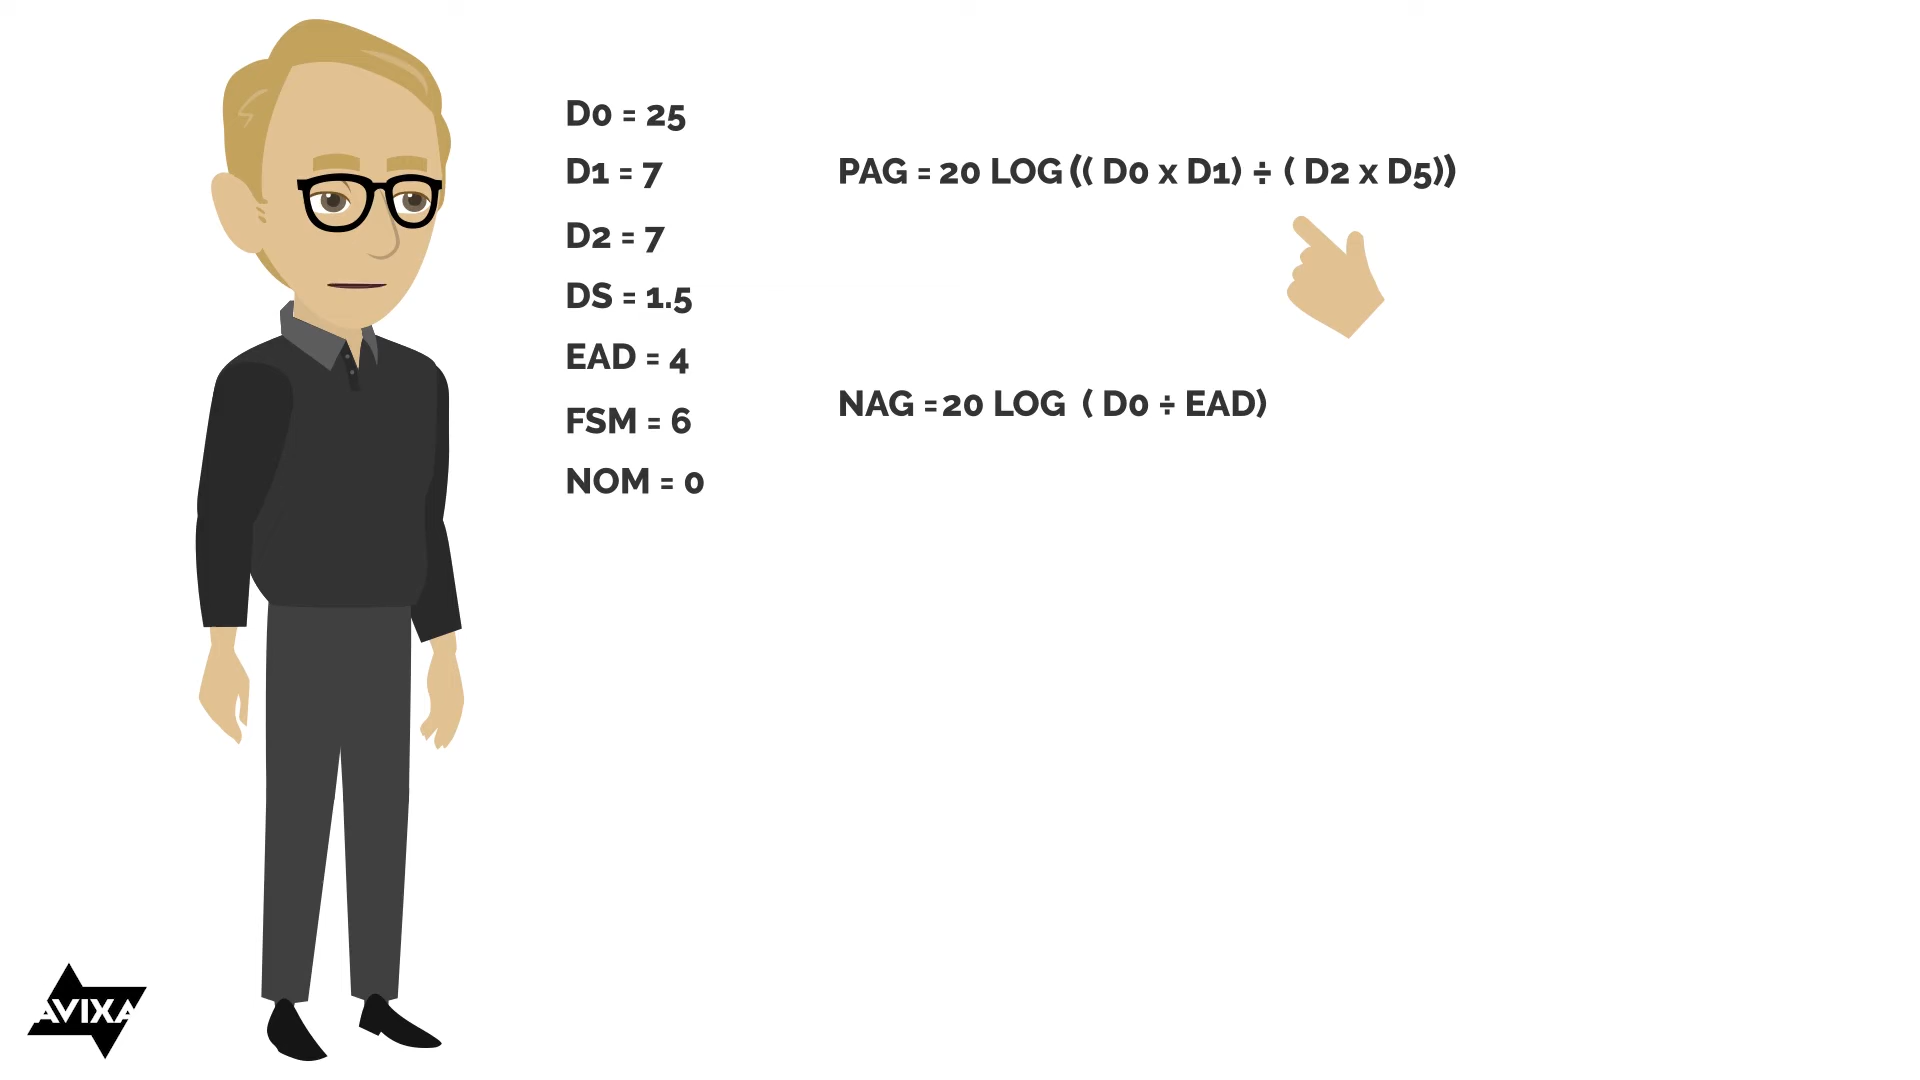 D0 = 25
D1 = 7
D2 = 7
DS = 1.5
EAD = 4
FSM = 6
NOM = 0
PAG = 20 LOG (( D0 x D1) ÷ ( D2 x D5))
NAG = 20 LOG ( D0 ÷ EAD)
AVIXA